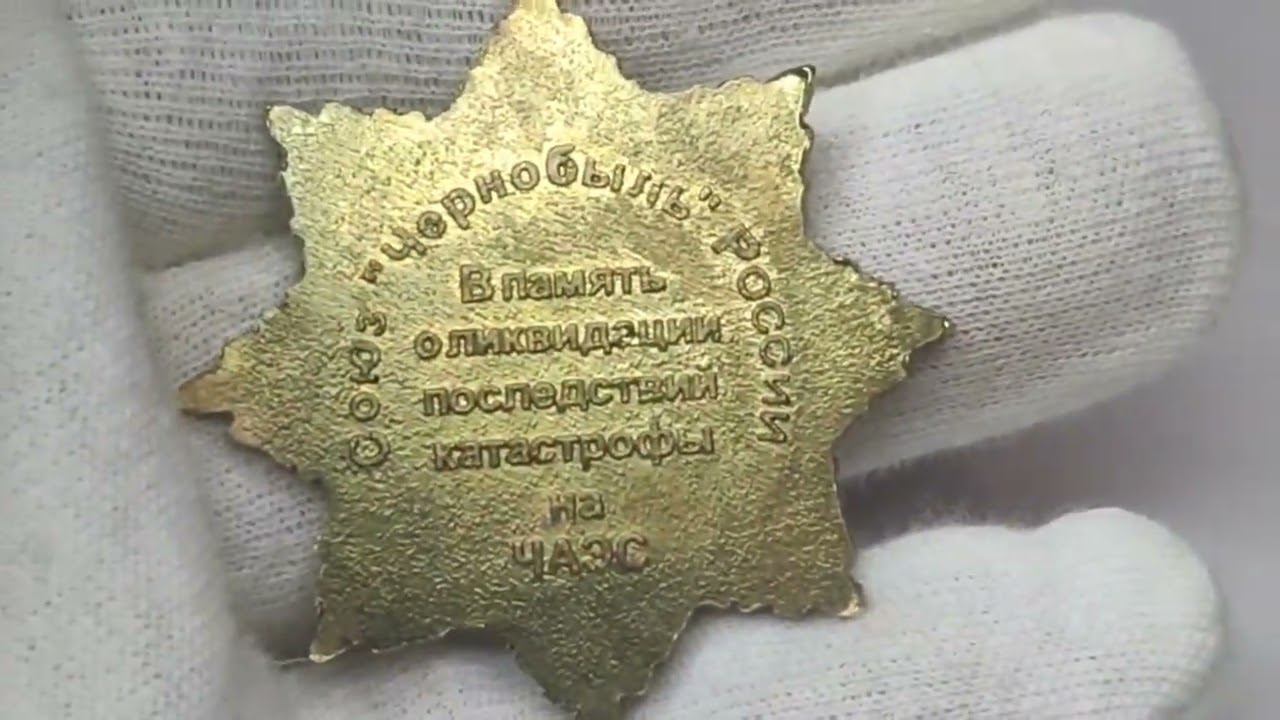 Союз "Чернобыль" России
В память
о ликвидации
последствий
катастрофы
на
ЧАЭС